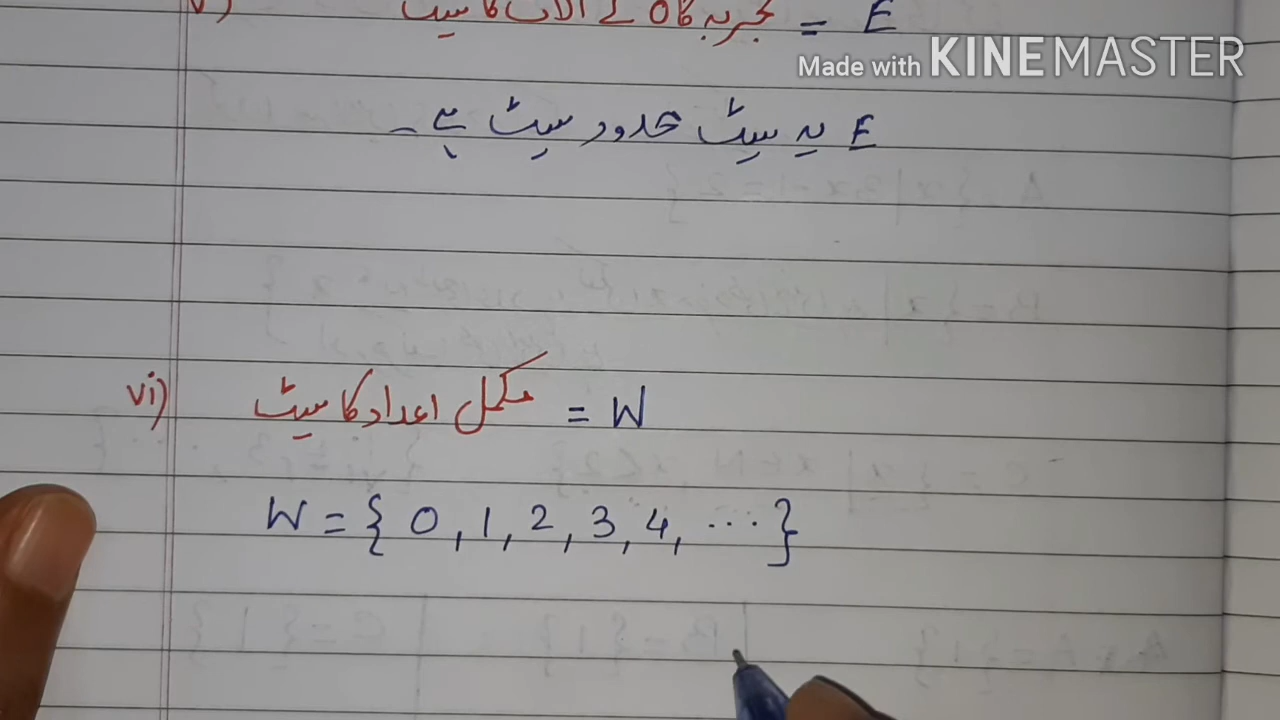 v) تجربہ گاہ کے آلات کا سیٹ = E
Made with KINEMASTER
E یہ سیٹ محدود سیٹ ہے۔
vi) مکمل اعداد کا سیٹ = W
W = { 0, 1, 2, 3, 4, ... }